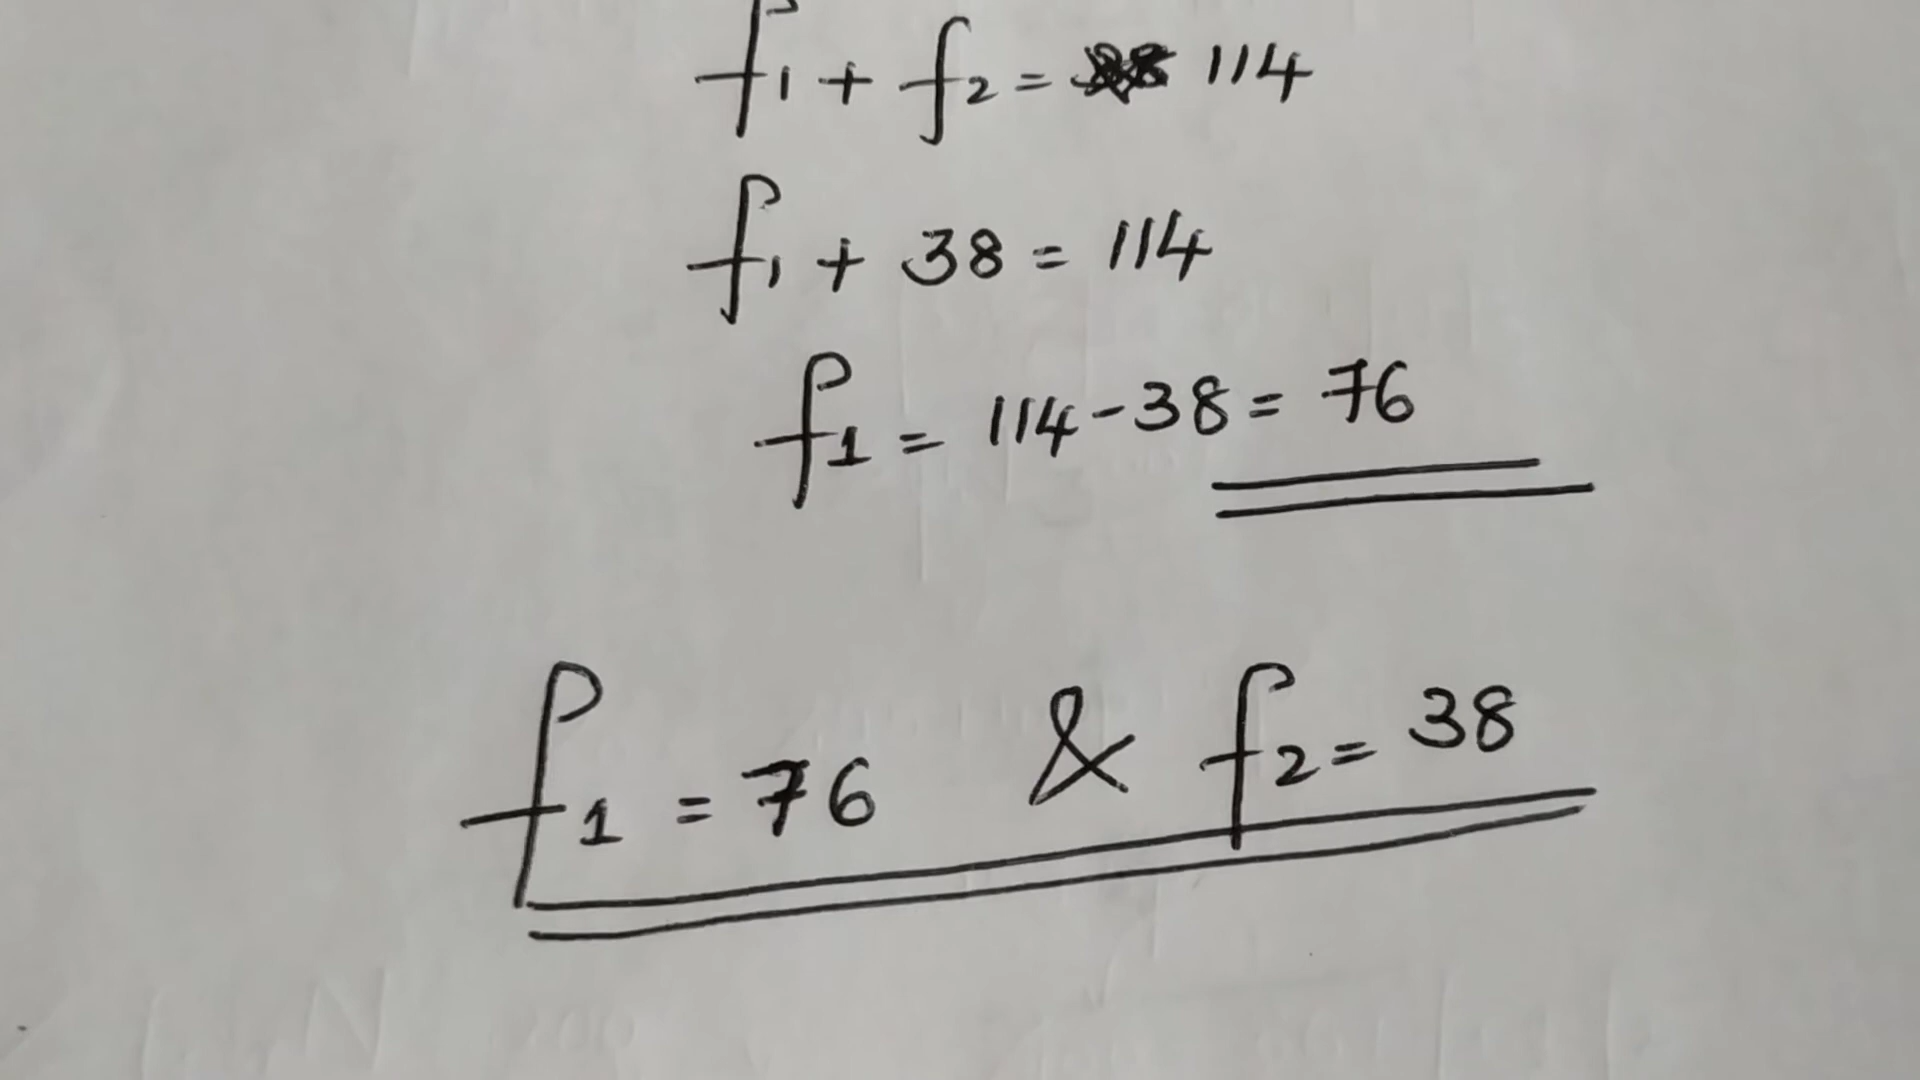 f₁ + f₂ = 114
f₁ + 38 = 114
f₁ = 114 - 38 = 76
f₁ = 76 & f₂ = 38